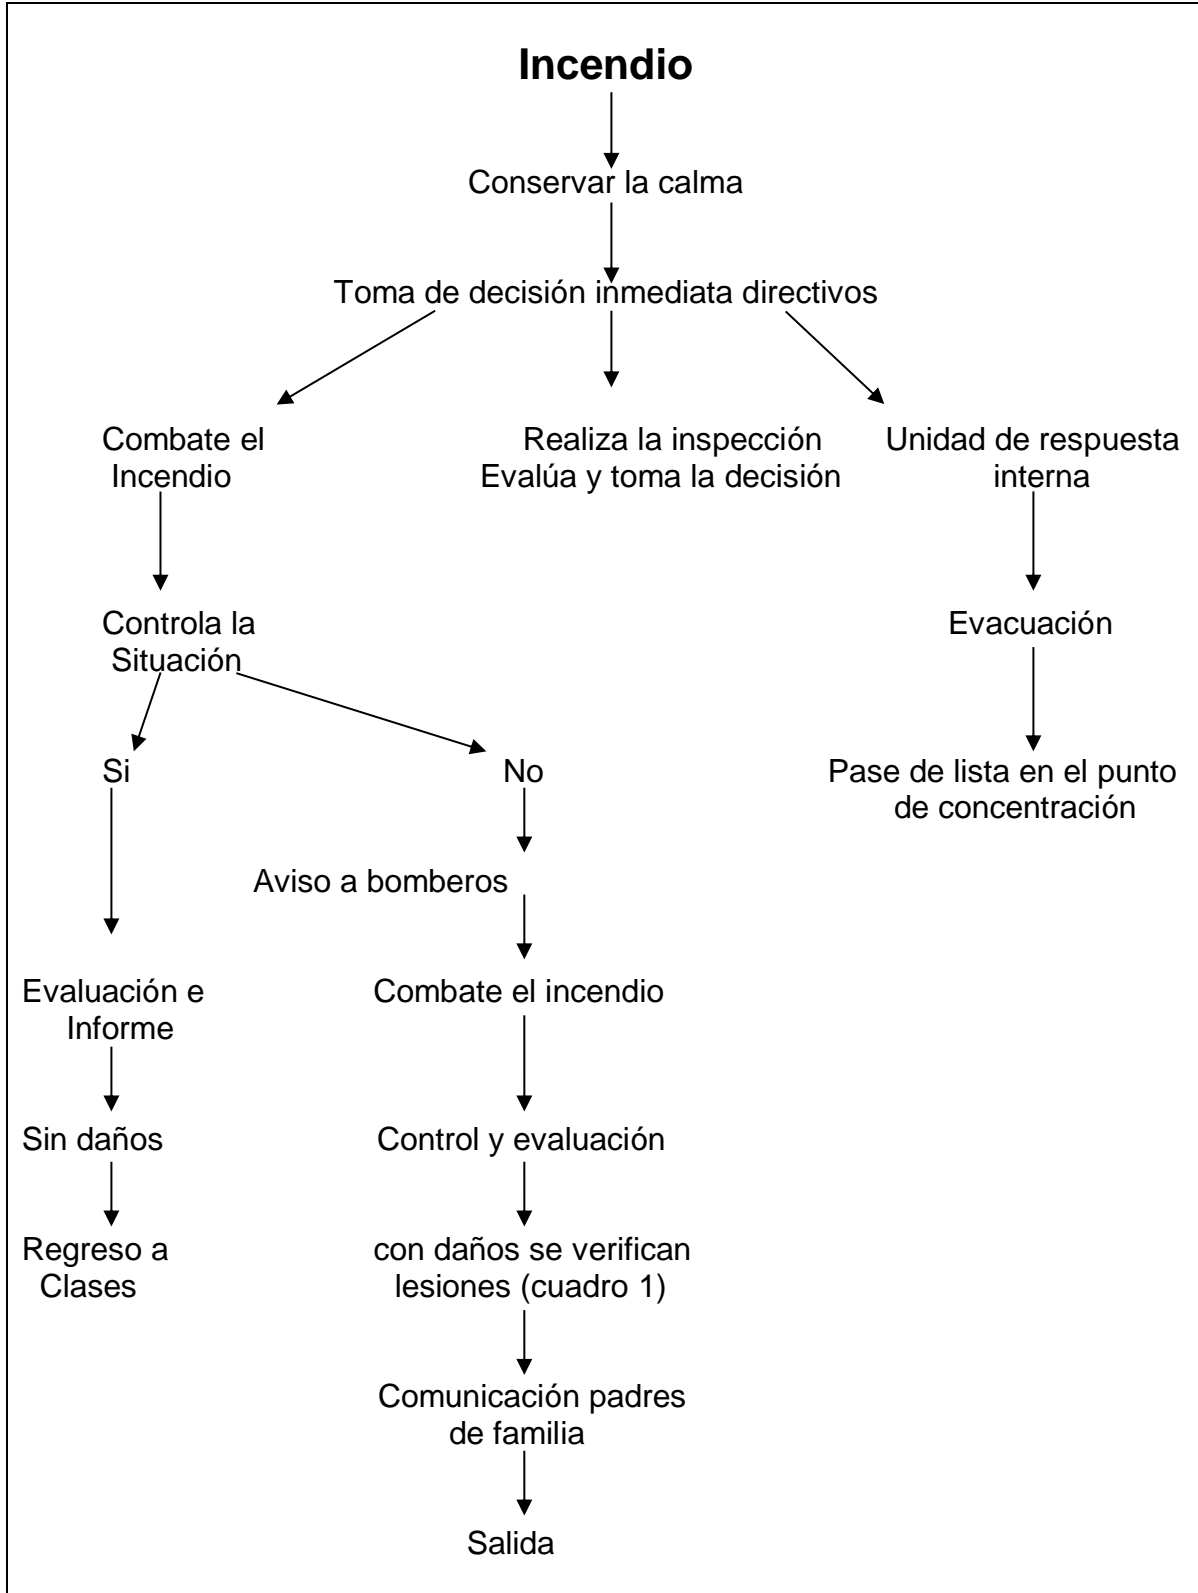 Incendio
Conservar la calma
Toma de decisión inmediata directivos
Combate el
Incendio
Realiza la inspección
Evalúa y toma la decisión
Unidad de respuesta
interna
Controla la
Situación
Evacuación
Si
No
Pase de lista en el punto
de concentración
Aviso a bomberos
Evaluación e
Informe
Combate el incendio
Sin daños
Control y evaluación
Regreso a
Clases
con daños se verifican
lesiones (cuadro 1)
Comunicación padres
de familia
Salida